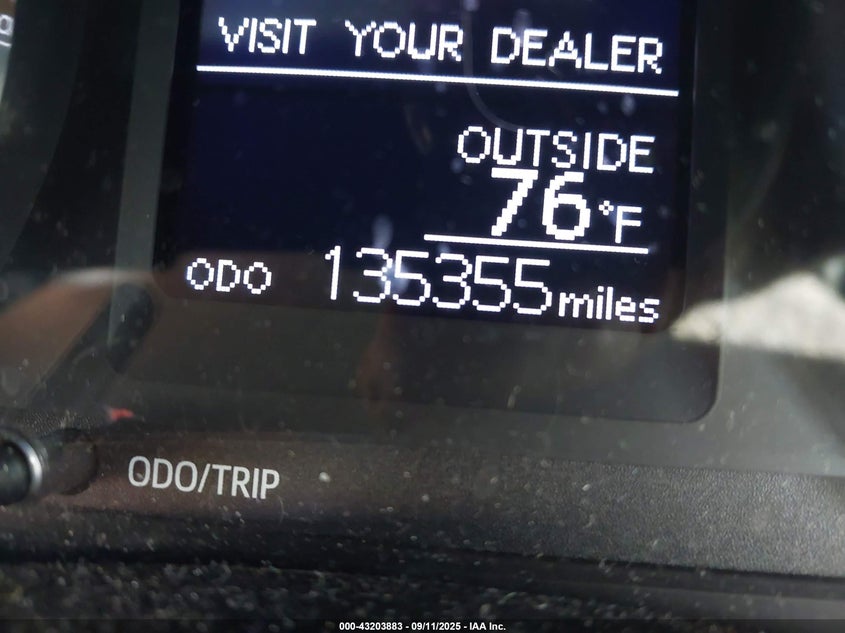 VISIT YOUR DEALER
OUTSIDE
76°F
ODO 135355 miles
ODO/TRIP
000-43203883 - 09/11/2025 - IAA Inc.